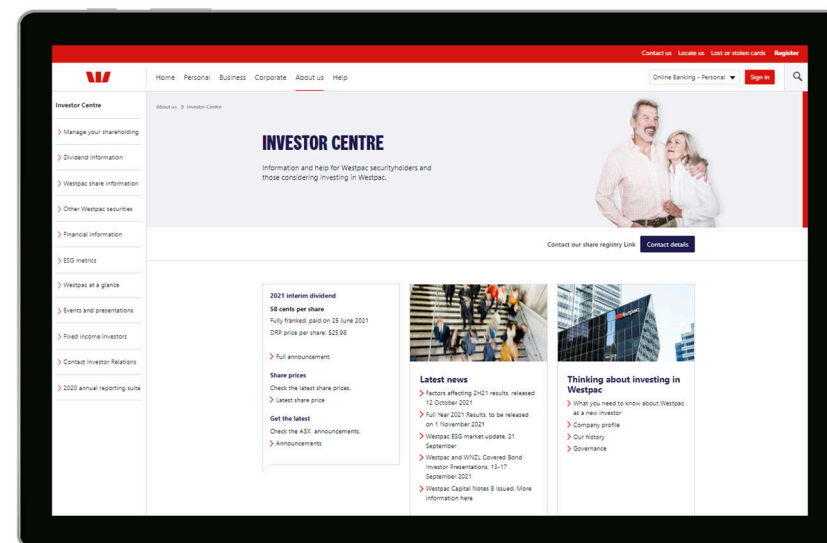 Contact us Locate us Lost or stolen cards Register
Home Personal Business Corporate About us Help
Online Banking - Personal Sign in
Investor Centre
Manage your shareholding
Dividend information
Westpac share information
Other Westpac securities
Financial information
ESG metrics
Westpac at a glance
Events and presentations
Fixed income investors
Contact Investor Relations
2020 annual reporting suite
About us > Investor Centre
INVESTOR CENTRE
Information and help for Westpac securityholders and
those considering investing in Westpac.
Contact our share registry Link Contact details
2021 interim dividend
58 cents per share
Fully franked, paid on 25 June 2021
DRP price per share: $25.98
Full announcement
Share prices
Check the latest share prices.
Latest share price
Get the latest
Check the ASX announcements.
Announcements
Latest news
Factors affecting 2H21 results, released
12 October 2021
Full Year 2021 Results, to be released
on 1 November 2021
Westpac ESG market update, 21
September
Westpac and WNZL Covered Bond
Investor Presentations, 13-17
September 2021
Westpac Capital Notes 8 issued. More
information here
Westpac
Thinking about investing in
Westpac
What you need to know about Westpac
as a new investor
Company profile
Our history
Governance